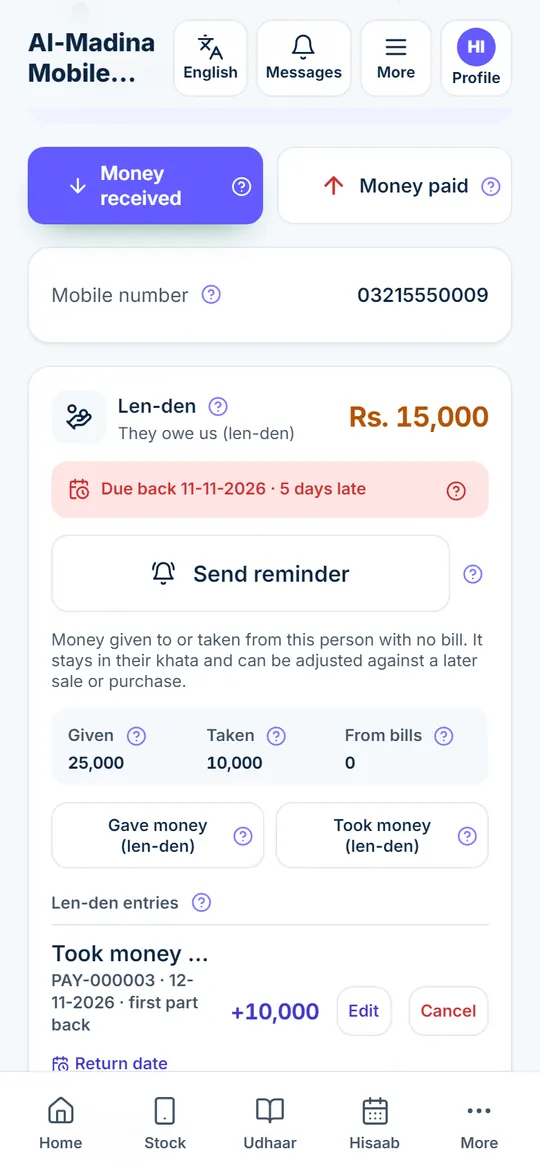 Al-Madina
Mobile...
English
Messages
More
HI
Profile
Money
received
Money paid
Mobile number
03215550009
Len-den
They owe us (len-den)
Rs. 15,000
Due back 11-11-2026 · 5 days late
Send reminder
Money given to or taken from this person with no bill. It
stays in their khata and can be adjusted against a later
sale or purchase.
Given
25,000
Taken
10,000
From bills
0
Gave money
(len-den)
Took money
(len-den)
Len-den entries
Took money ...
PAY-000003 · 12-
11-2026 · first part
back
+10,000
Edit
Cancel
Return date
Home
Stock
Udhaar
Hisaab
More